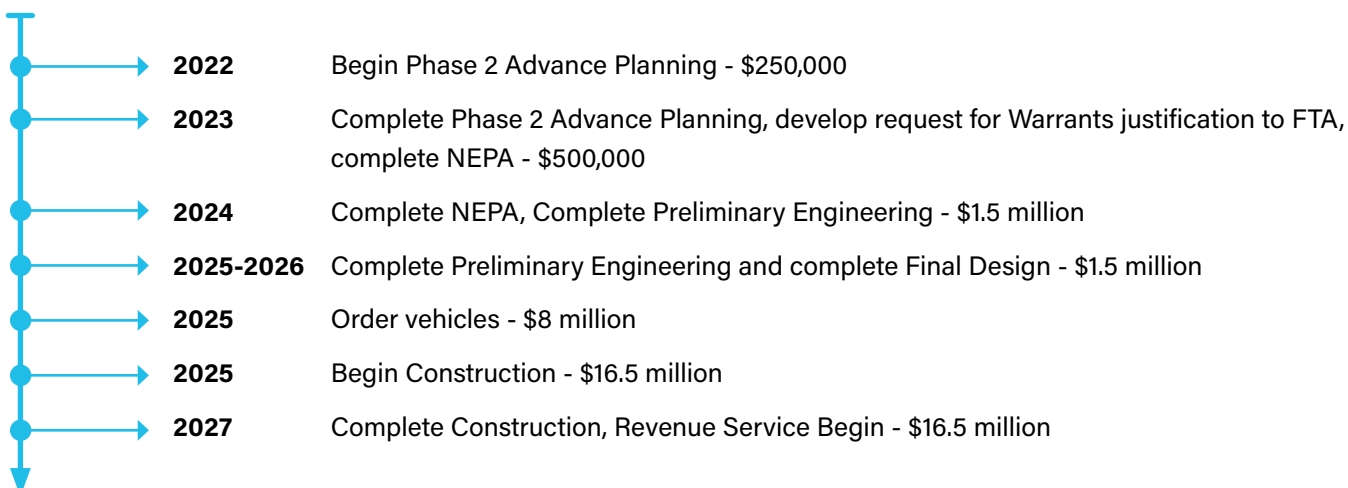 2022 Begin Phase 2 Advance Planning - $250,000
2023 Complete Phase 2 Advance Planning, develop request for Warrants justification to FTA,
complete NEPA - $500,000
2024 Complete NEPA, Complete Preliminary Engineering - $1.5 million
2025-2026 Complete Preliminary Engineering and complete Final Design - $1.5 million
2025 Order vehicles - $8 million
2025 Begin Construction - $16.5 million
2027 Complete Construction, Revenue Service Begin - $16.5 million